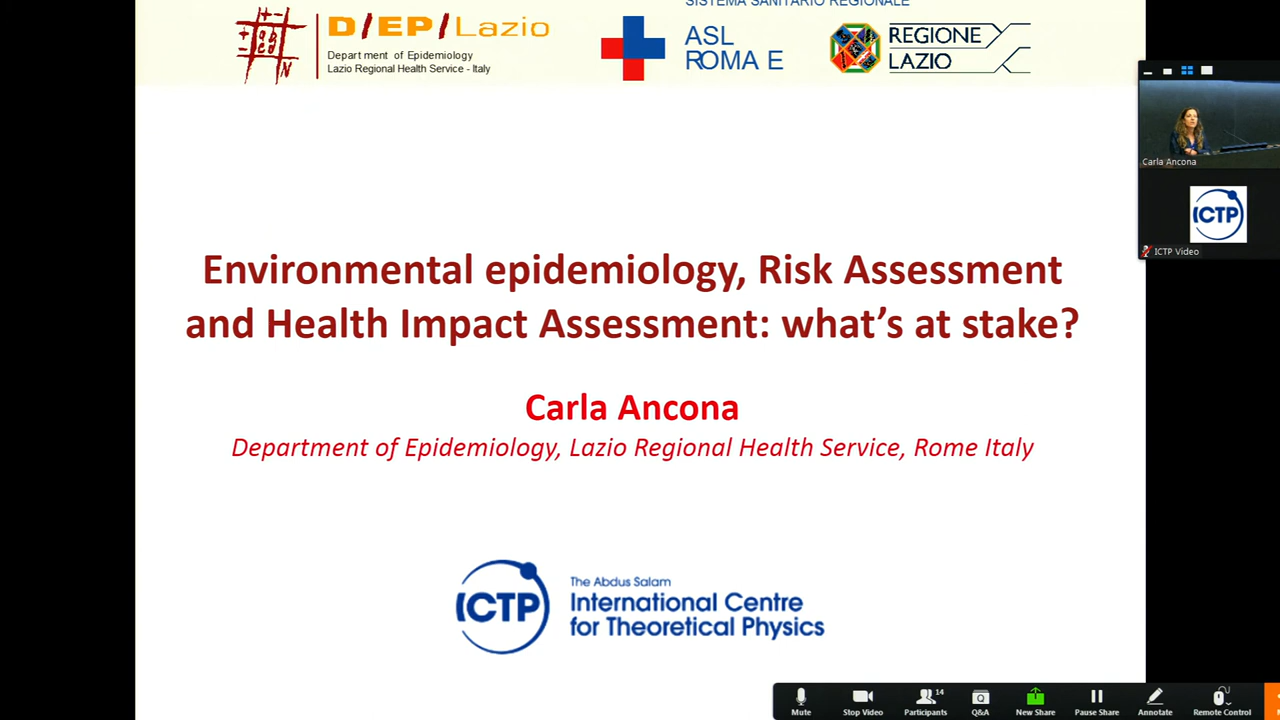 SISTEMA SANITARIO REGIONALE
D/EP/Lazio
Department of Epidemiology
Lazio Regional Health Service - Italy
N
ASL
ROMA E
REGIONE
LAZIO
Carla Ancona
ICTP
ICTP Video
Environmental epidemiology, Risk Assessment
and Health Impact Assessment: what's at stake?
Carla Ancona
Department of Epidemiology, Lazio Regional Health Service, Rome Italy
ICTP
The Abdus Salam
International Centre
for Theoretical Physics
Mute
Stop Video
14
Participants
Q&A
New Share
Pause Share
Annotate
Remote Control